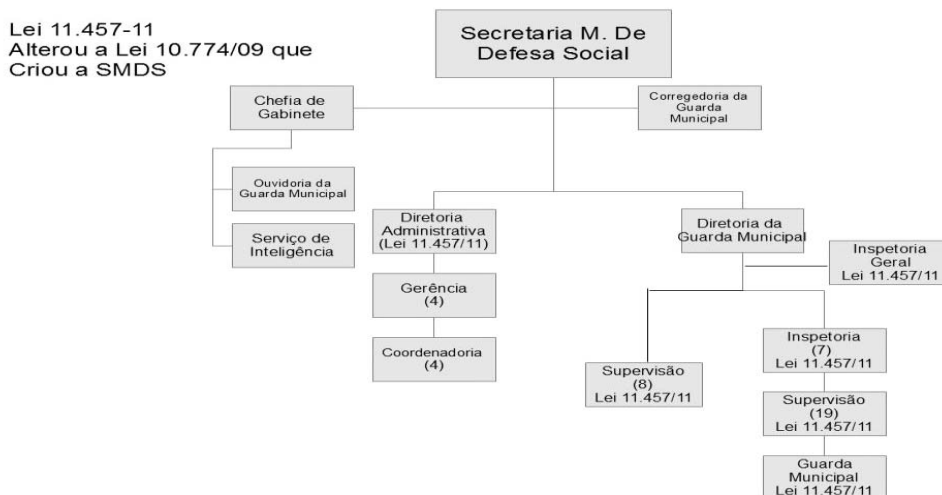 Lei 11.457-11
Alterou a Lei 10.774/09 que
Criou a SMDS
Secretaria M. De
Defesa Social
Chefia de
Gabinete
Corregedoria da
Guarda
Municipal
Ouvidoria da
Guarda Municipal
Serviço de
Inteligência
Diretoria
Administrativa
(Lei 11.457/11)
Gerência
(4)
Coordenadoria
(4)
Diretoria da
Guarda Municipal
Inspetoria
Geral
Lei 11.457/11
Supervisão
(8)
Lei 11.457/11
Inspetoria
(7)
Lei 11.457/11
Supervisão
(19)
Lei 11.457/11
Guarda
Municipal
Lei 11.457/11